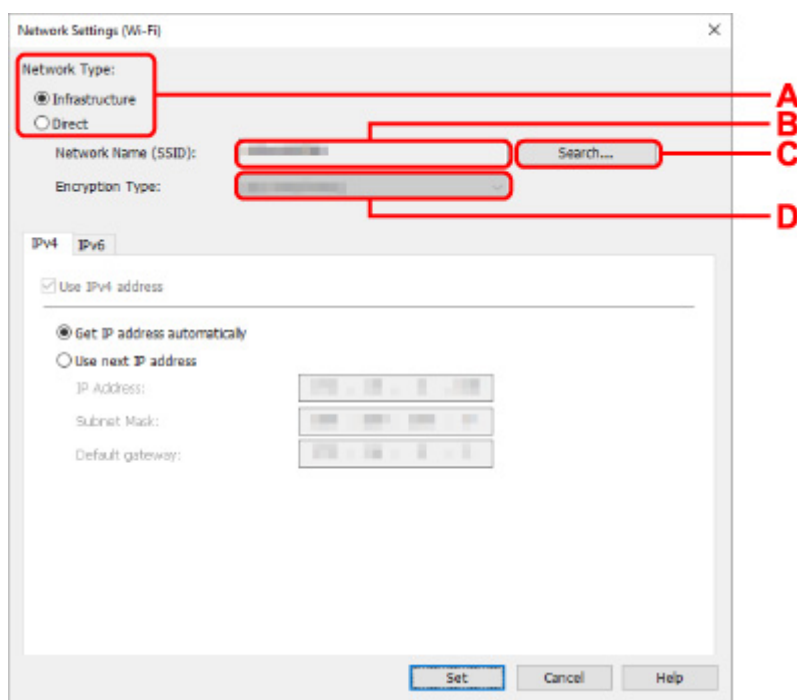 Network Settings (Wi-Fi)
Network Type:
Infrastructure
A
Direct
B
Network Name (SSID):
Search...
C
Encryption Type:
D
IPv4 IPv6
Use IPv4 address
Get IP address automatically
Use next IP address
IP Address:
Subnet Mask:
Default gateway:
Set Cancel Help